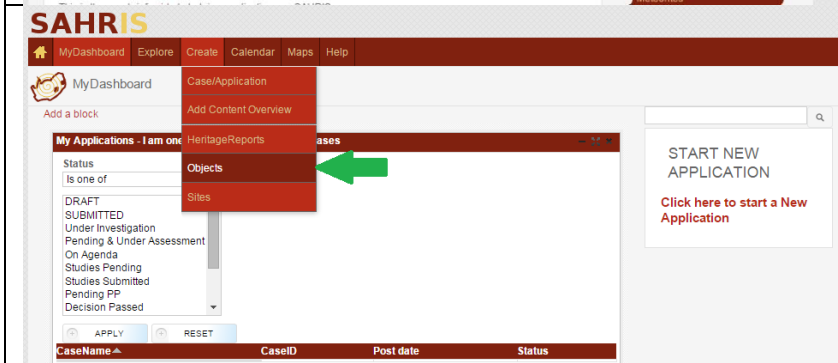 SAHRIS
MyDashboard Explore Create Calendar Maps Help
MyDashboard
Case/Application
Add Content Overview
HeritageReports
Objects
Sites
Add a block
My Applications - I am one ases
Status
Is one of
DRAFT
SUBMITTED
Under Investigation
Pending & Under Assessment
On Agenda
Studies Pending
Studies Submitted
Pending PP
Decision Passed
APPLY RESET
CaseName CaseID Post date Status
START NEW
APPLICATION
Click here to start a New
Application